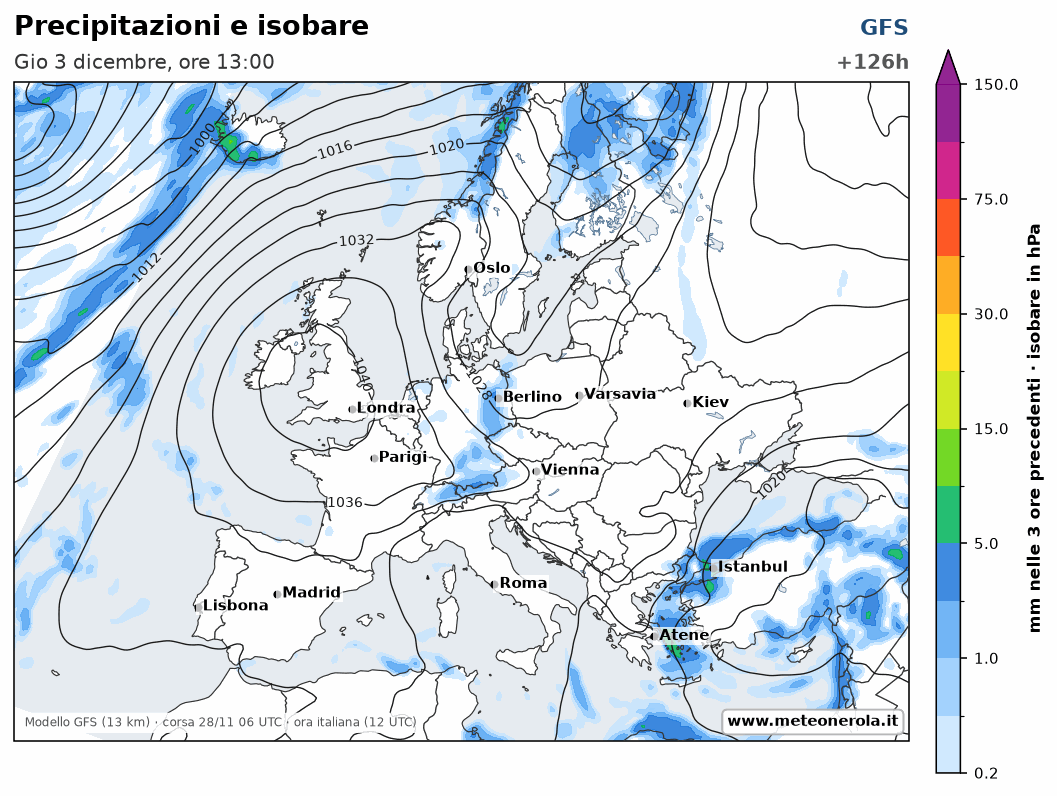 Precipitazioni e isobare
GFS
Gio 3 dicembre, ore 13:00
+126h
150.0
75.0
30.0
15.0
5.0
1.0
0.2
mm nelle 3 ore precedenti · isobare in hPa
1000
1016
1020
1012
1032
Oslo
1040
1028
Londra
Berlino
Varsavia
Kiev
Parigi
Vienna
1036
1020
Istanbul
Madrid
Roma
Lisbona
Atene
Modello GFS (13 km) · corsa 28/11 06 UTC · ora italiana (12 UTC)
www.meteonerola.it